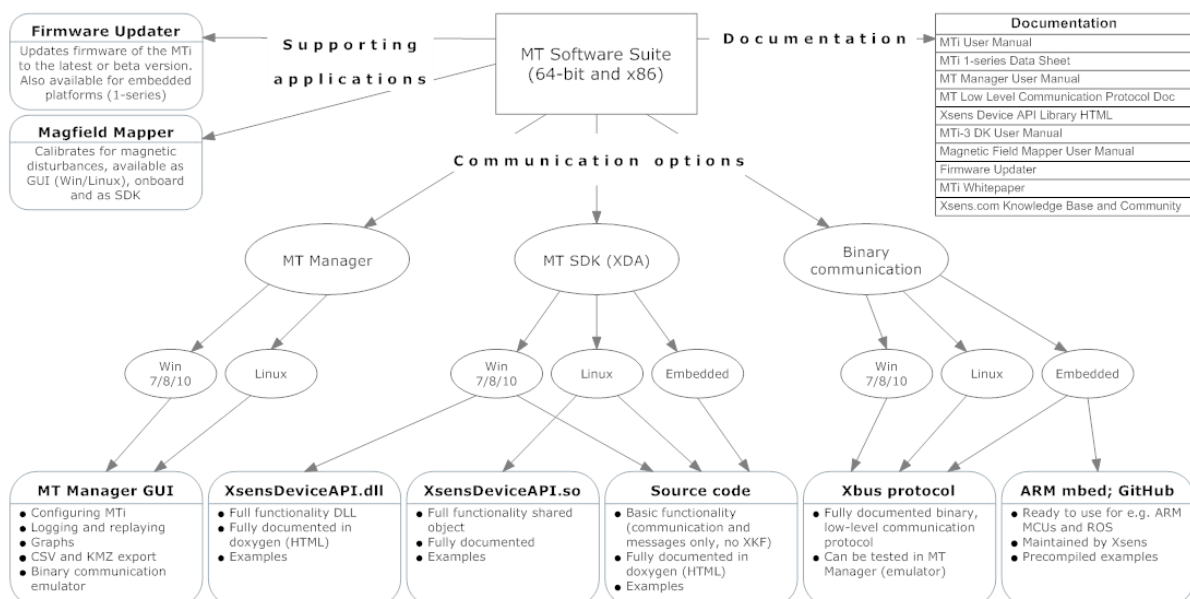 Firmware Updater
Updates firmware of the MTi
to the latest or beta version.
Also available for embedded
platforms (1-series)
Magfield Mapper
Calibrates for magnetic
disturbances, available as
GUI (Win/Linux), onboard
and as SDK
Supporting
applications
MT Software Suite
(64-bit and x86)
Documentation
Documentation
MTi User Manual
MTi 1-series Data Sheet
MT Manager User Manual
MT Low Level Communication Protocol Doc
Xsens Device API Library HTML
MTi-3 DK User Manual
Magnetic Field Mapper User Manual
Firmware Updater
MTi Whitepaper
Xsens.com Knowledge Base and Community
Communication options
MT Manager
MT SDK (XDA)
Binary
communication
Win
7/8/10
Linux
Win
7/8/10
Linux
Embedded
Win
7/8/10
Linux
Embedded
MT Manager GUI
● Configuring MTi
● Logging and replaying
● Graphs
● CSV and KMZ export
● Binary communication
emulator
XsensDeviceAPI.dll
● Full functionality DLL
● Fully documented in
doxygen (HTML)
● Examples
XsensDeviceAPI.so
● Full functionality shared
object
● Fully documented
● Examples
Source code
● Basic functionality
(communication and
messages only, no XKF)
● Fully documented in
doxygen (HTML)
● Examples
Xbus protocol
● Fully documented binary,
low-level communication
protocol
● Can be tested in MT
Manager (emulator)
ARM mbed; GitHub
● Ready to use for e.g. ARM
MCUs and ROS
● Maintained by Xsens
● Precompiled examples